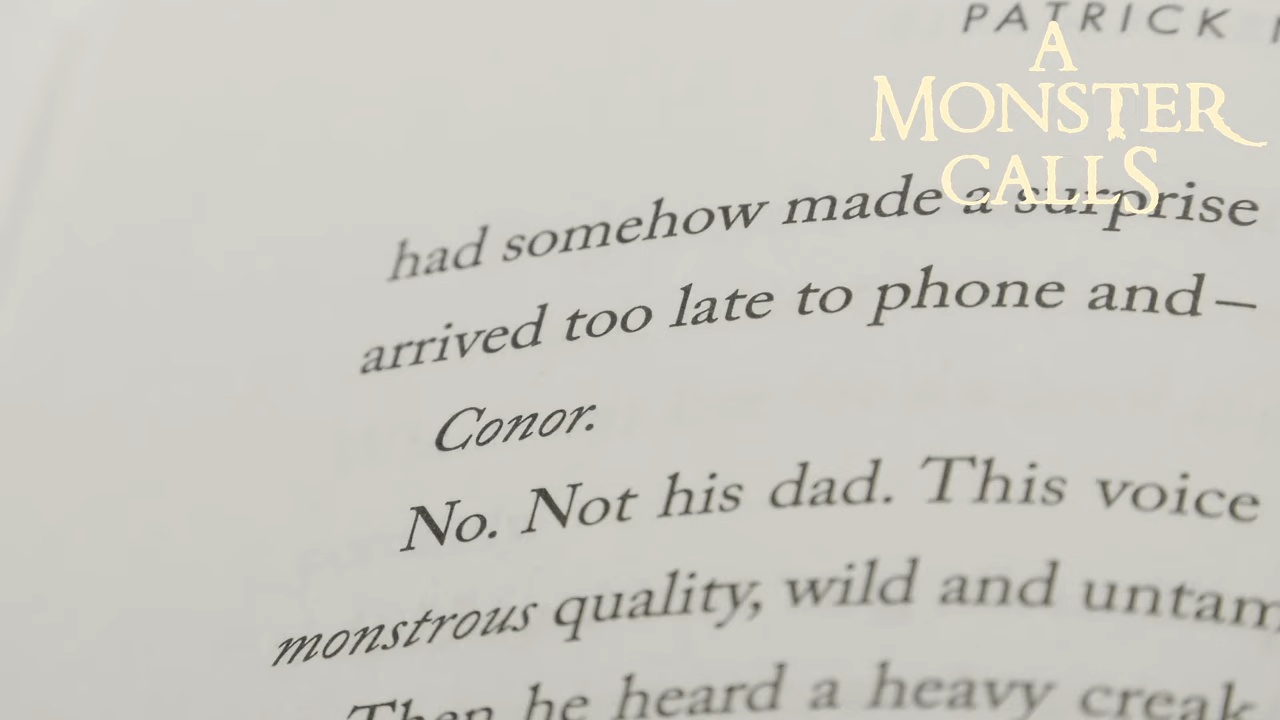 PATRICK
A
MONSTER
CALLS
had somehow made a surprise
arrived too late to phone and—
Conor.
No. Not his dad. This voice
monstrous quality, wild and untam
Then he heard a heavy creak